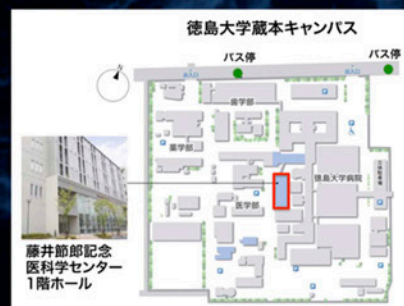 徳島大学蔵本キャンパス
バス停
バス停
N
歯学部
薬学部
医学部
徳島大学病院
藤井節郎記念
医科学センター
1階ホール